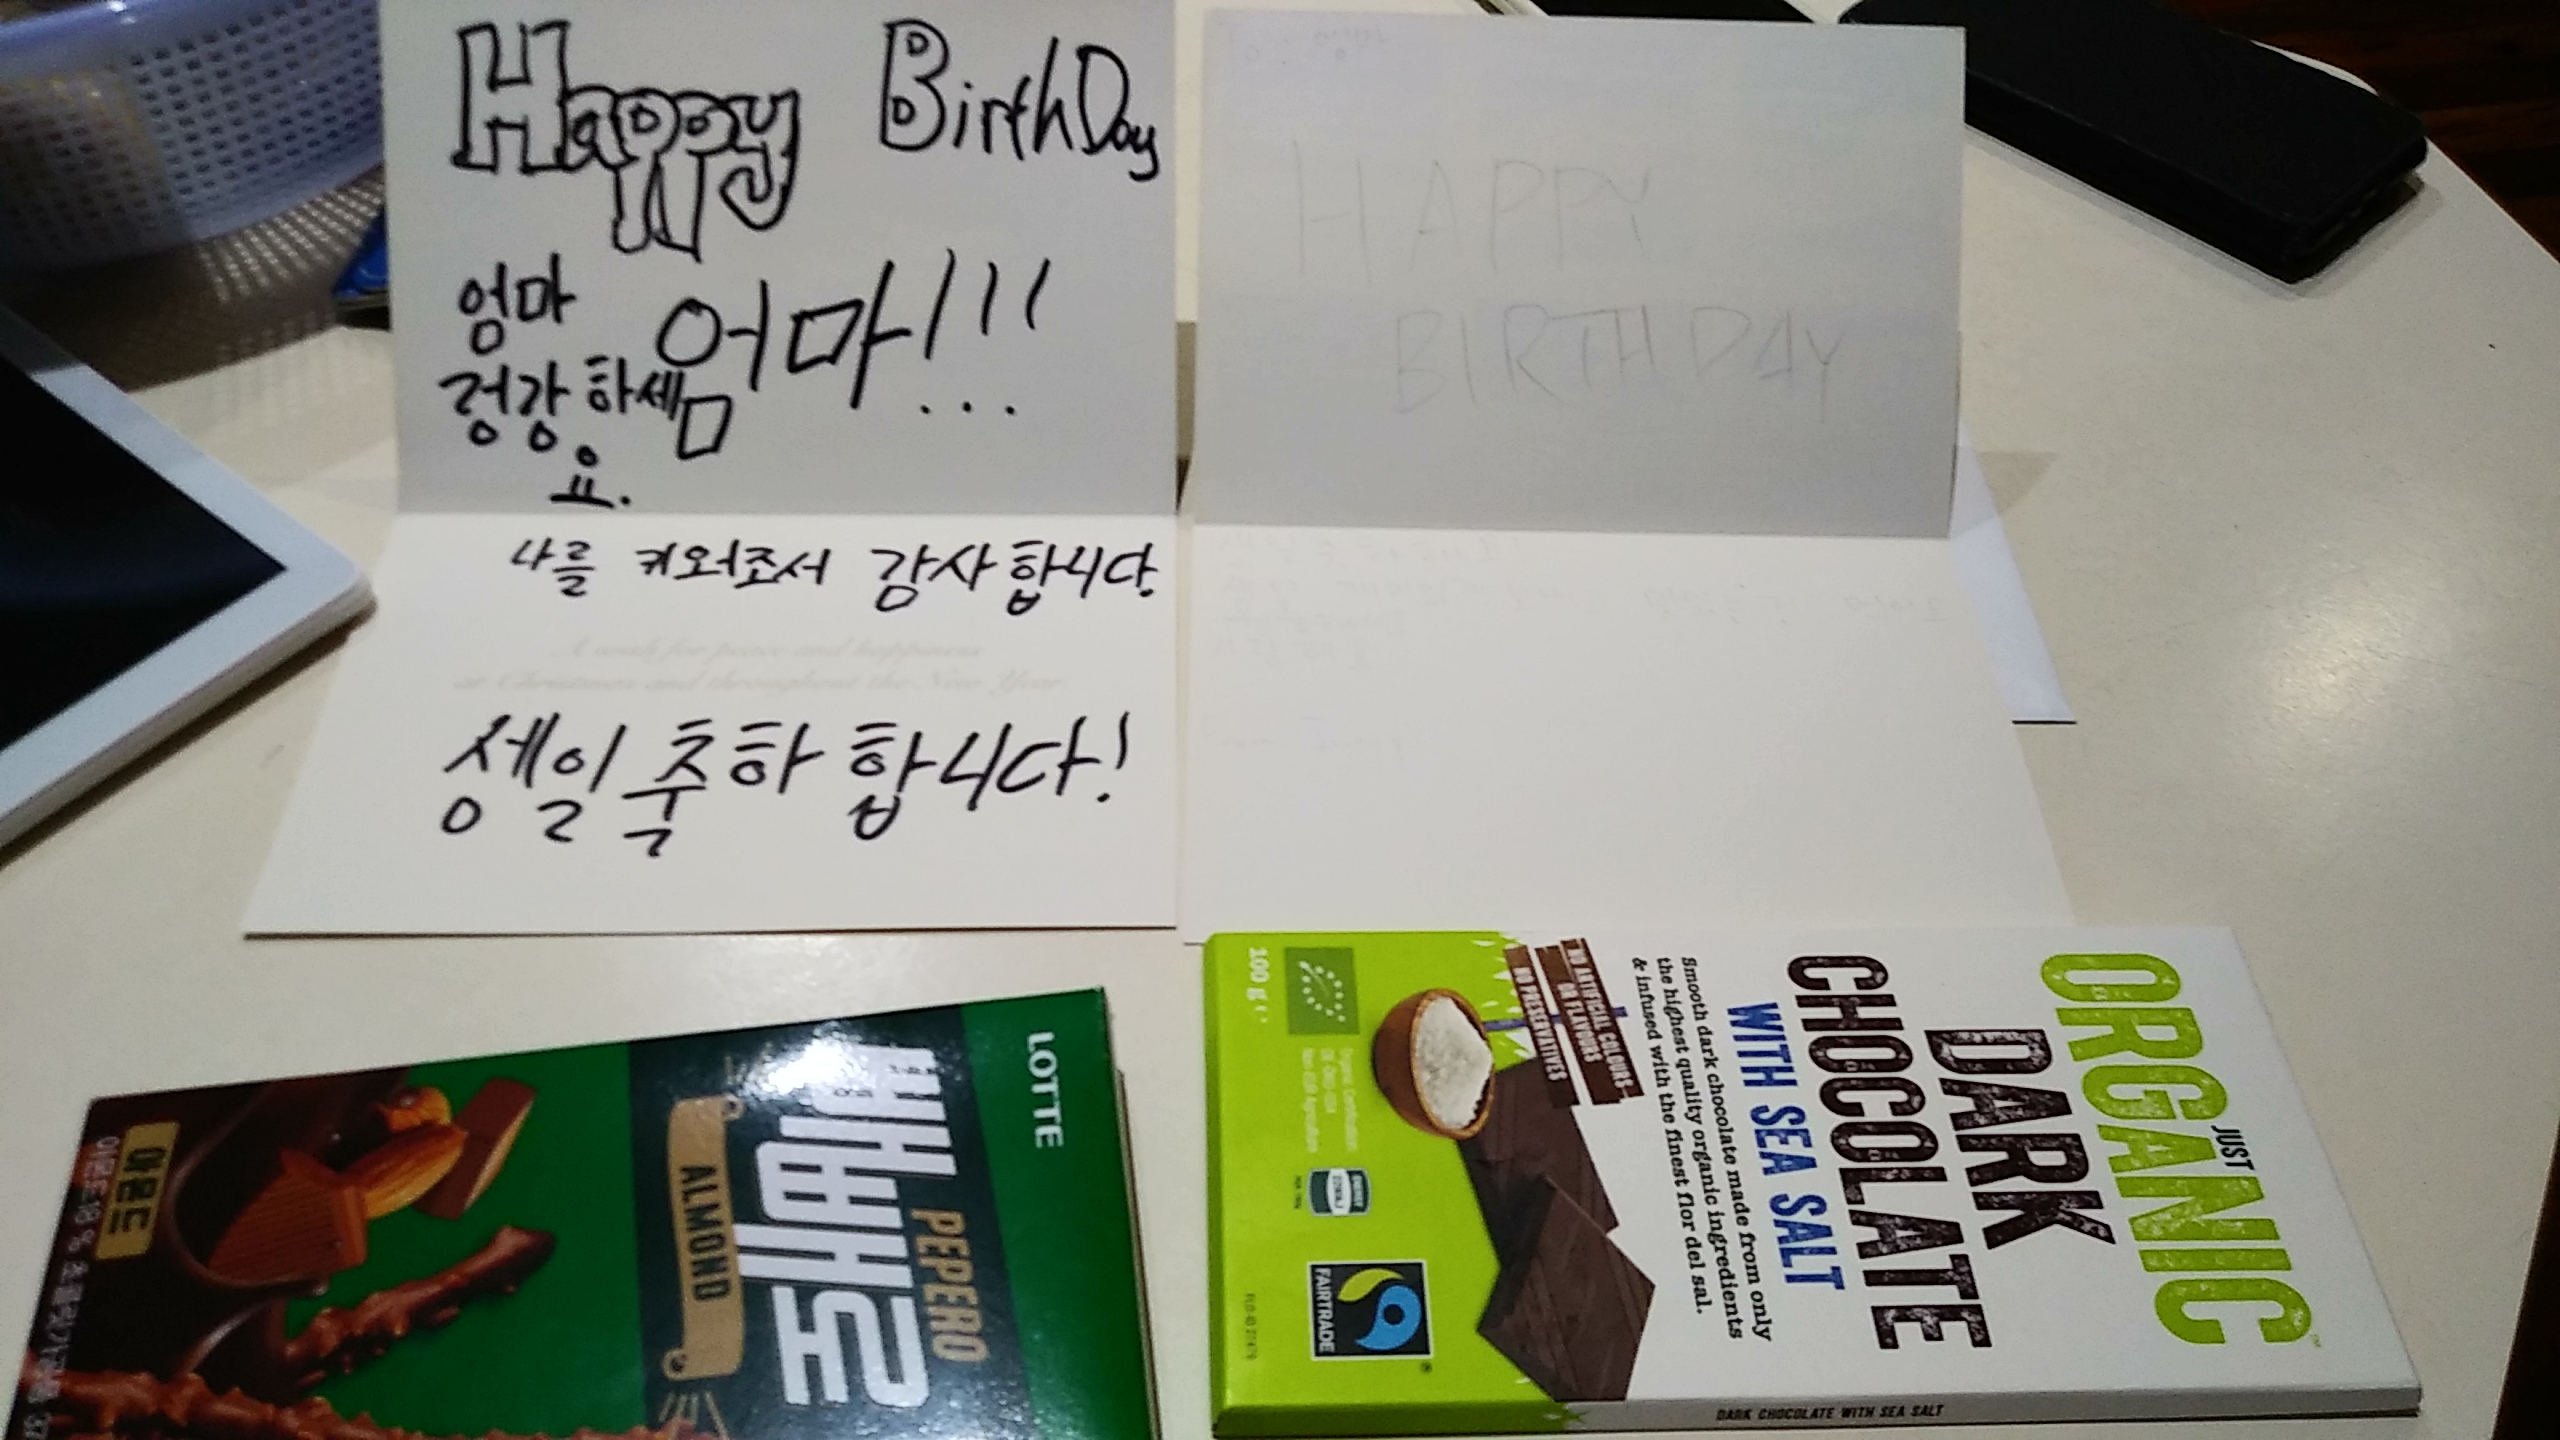 Happy BirthDay
엄마!!!
엄마
겅강하세
요.
...
나를 키워조서 감사합니다.
A wish for peace and happiness
at Christmas and throughout the New Year.
셍일 축하 합니다!
HAPPY
BIRTHDAY
LOTTE
PEPERO
빼빼로
ALMOND
아몬드
JUST
ORGANIC
DARK
CHOCOLATE
WITH SEA SALT
Smooth dark chocolate made from only
the highest quality organic ingredients
& infused with the finest flor del sal.
NO ARTIFICIAL COLOURS
OR FLAVOURS
NO PRESERVATIVES
100 g e
FAIRTRADE
DARK CHOCOLATE WITH SEA SALT